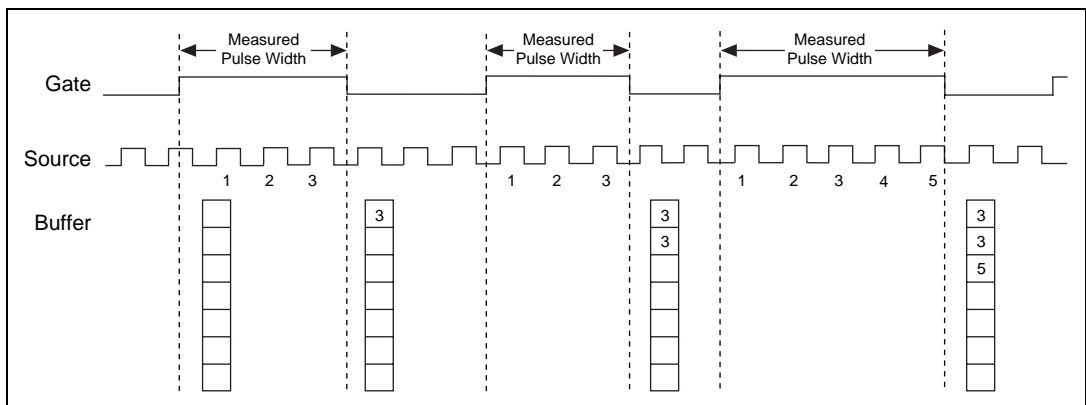 Measured Pulse Width
Measured Pulse Width
Measured Pulse Width
Gate
Source
1 2 3 1 2 3 1 2 3 4 5
Buffer
3 3 3
3 3
5